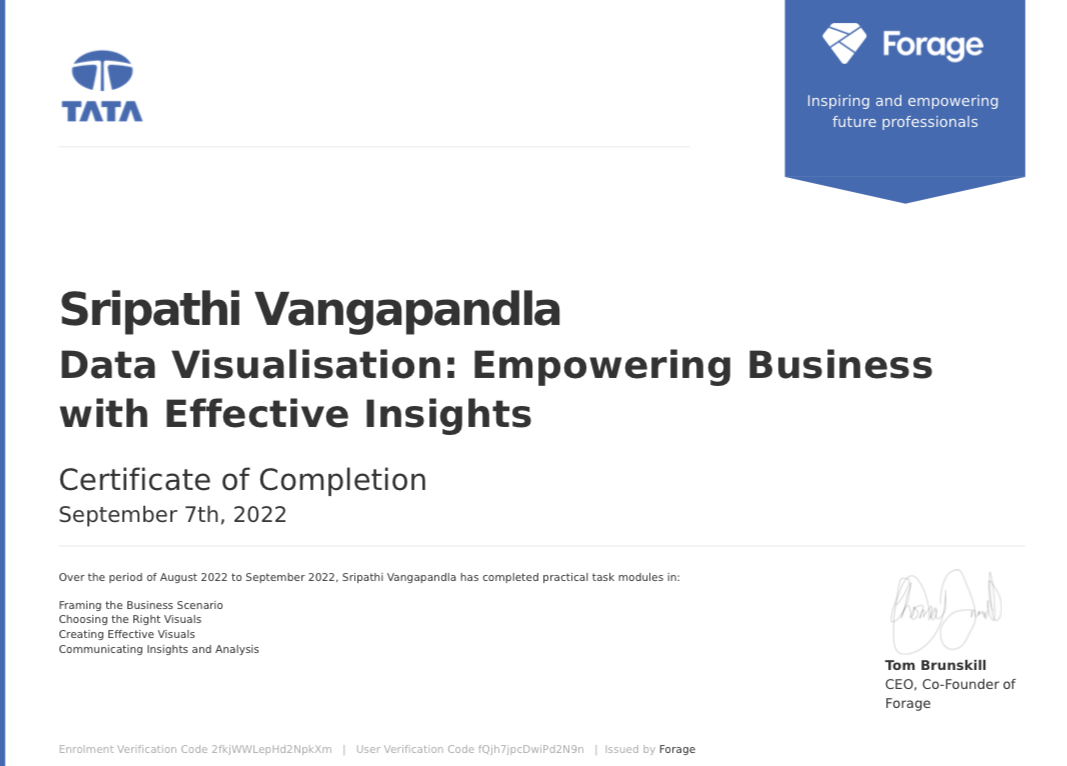 TATA
Forage
Inspiring and empowering
future professionals
Sripathi Vangapandla
Data Visualisation: Empowering Business
with Effective Insights
Certificate of Completion
September 7th, 2022
Over the period of August 2022 to September 2022, Sripathi Vangapandla has completed practical task modules in:
Framing the Business Scenario
Choosing the Right Visuals
Creating Effective Visuals
Communicating Insights and Analysis
Tom Brunskill
CEO, Co-Founder of
Forage
Enrolment Verification Code 2fkjWWLepHd2NpkXm | User Verification Code fQjh7jpcDwiPd2N9n | Issued by Forage